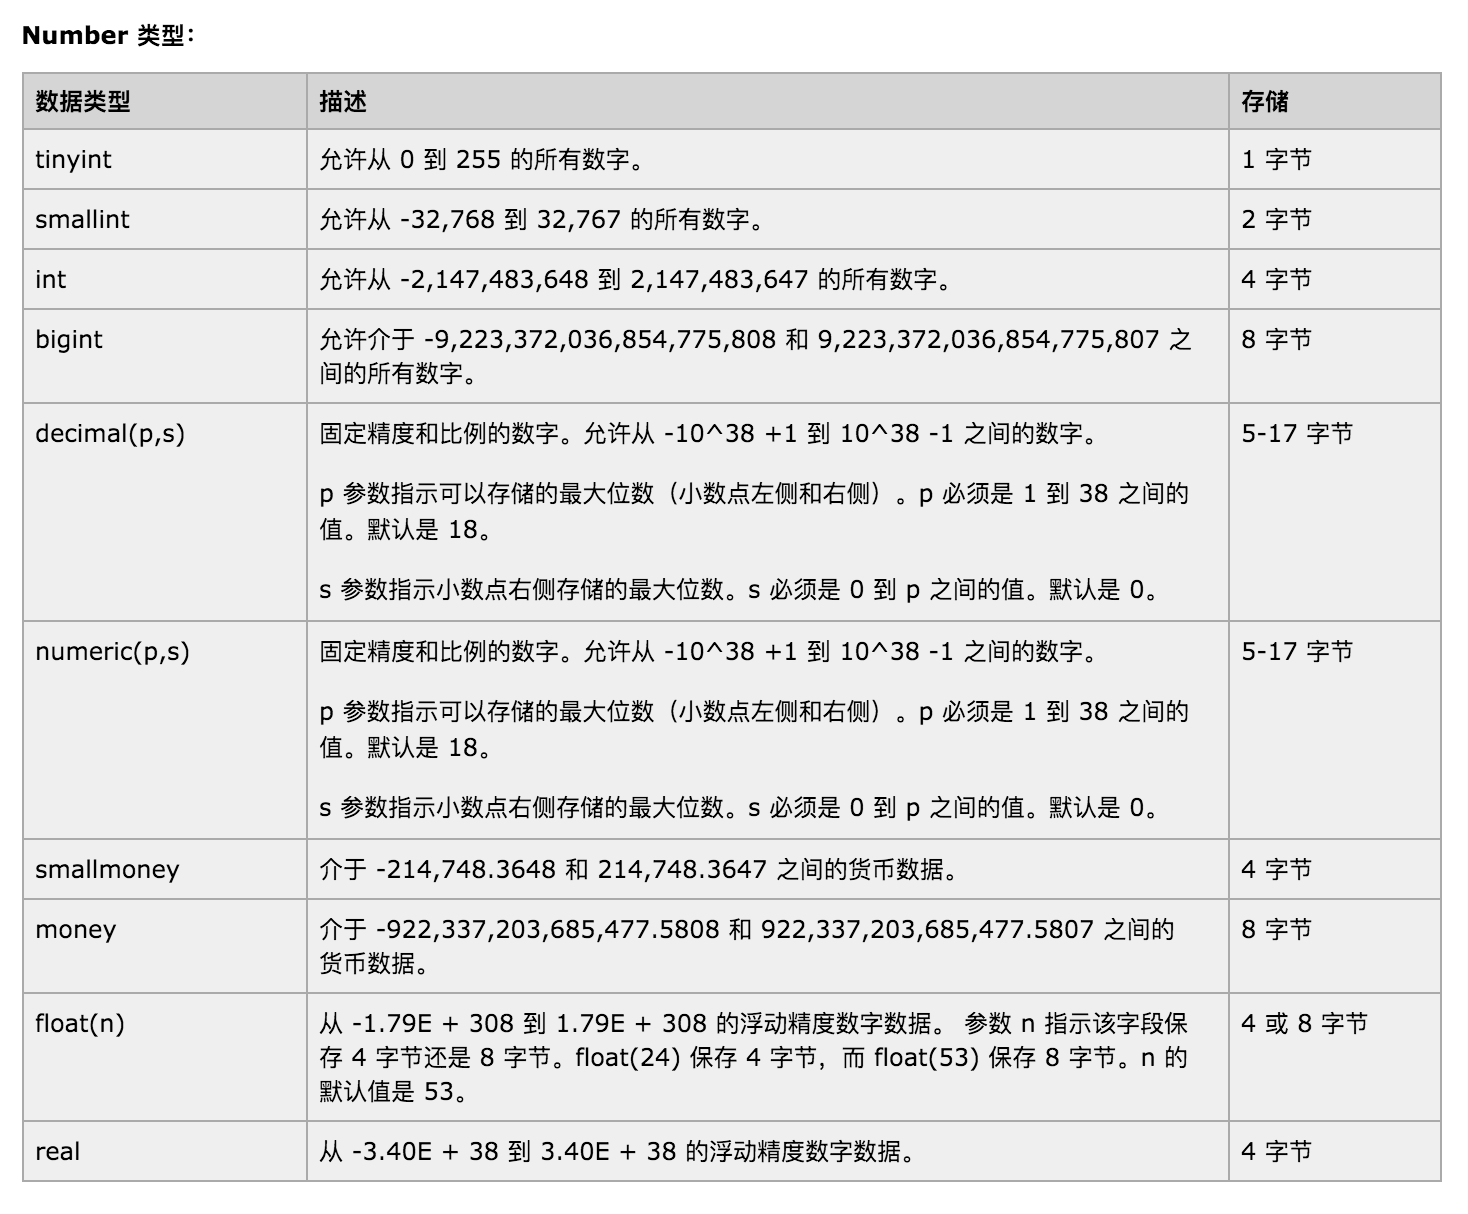 Number 类型：
数据类型 描述 存储
tinyint 允许从 0 到 255 的所有数字。 1 字节
smallint 允许从 -32,768 到 32,767 的所有数字。 2 字节
int 允许从 -2,147,483,648 到 2,147,483,647 的所有数字。 4 字节
bigint 允许介于 -9,223,372,036,854,775,808 和 9,223,372,036,854,775,807 之 8 字节
间的所有数字。
decimal(p,s) 固定精度和比例的数字。允许从 -10^38 +1 到 10^38 -1 之间的数字。 5-17 字节
p 参数指示可以存储的最大位数（小数点左侧和右侧）。p 必须是 1 到 38 之间的
值。默认是 18。
s 参数指示小数点右侧存储的最大位数。s 必须是 0 到 p 之间的值。默认是 0。
numeric(p,s) 固定精度和比例的数字。允许从 -10^38 +1 到 10^38 -1 之间的数字。 5-17 字节
p 参数指示可以存储的最大位数（小数点左侧和右侧）。p 必须是 1 到 38 之间的
值。默认是 18。
s 参数指示小数点右侧存储的最大位数。s 必须是 0 到 p 之间的值。默认是 0。
smallmoney 介于 -214,748.3648 和 214,748.3647 之间的货币数据。 4 字节
money 介于 -922,337,203,685,477.5808 和 922,337,203,685,477.5807 之间的 8 字节
货币数据。
float(n) 从 -1.79E + 308 到 1.79E + 308 的浮动精度数字数据。 参数 n 指示该字段保 4 或 8 字节
存 4 字节还是 8 字节。float(24) 保存 4 字节，而 float(53) 保存 8 字节。n 的
默认值是 53。
real 从 -3.40E + 38 到 3.40E + 38 的浮动精度数字数据。 4 字节